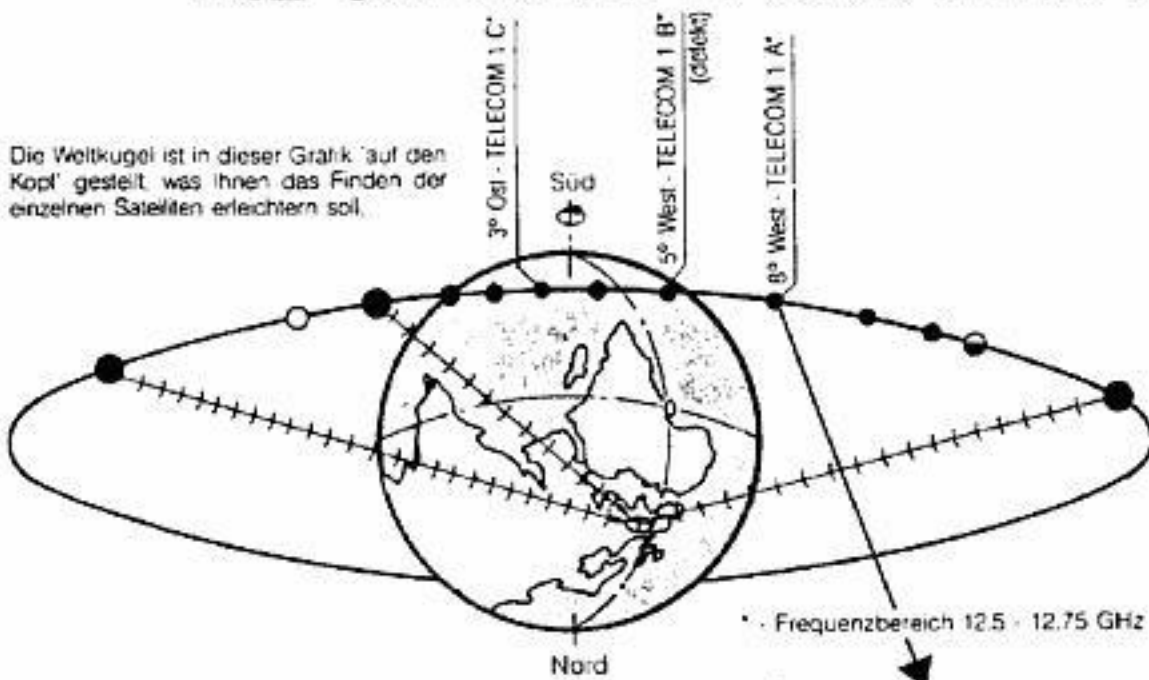 3° Ost - TELECOM 1 C*
5° West - TELECOM 1 B*
(defekt)
8° West - TELECOM 1 A*
Die Weltkugel ist in dieser Grafik 'auf den
Kopf' gestellt, was Ihnen das Finden der
einzelnen Satelliten erleichtern soll.
Süd
* - Frequenzbereich 12.5 - 12.75 GHz
Nord